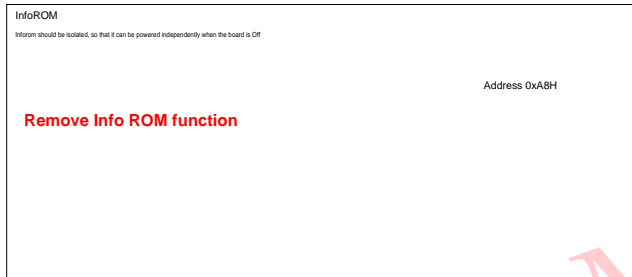 InfoROM
Inforom should be isolated, so that it can be powered independently when the board is Off
Address 0xA8H
Remove Info ROM function